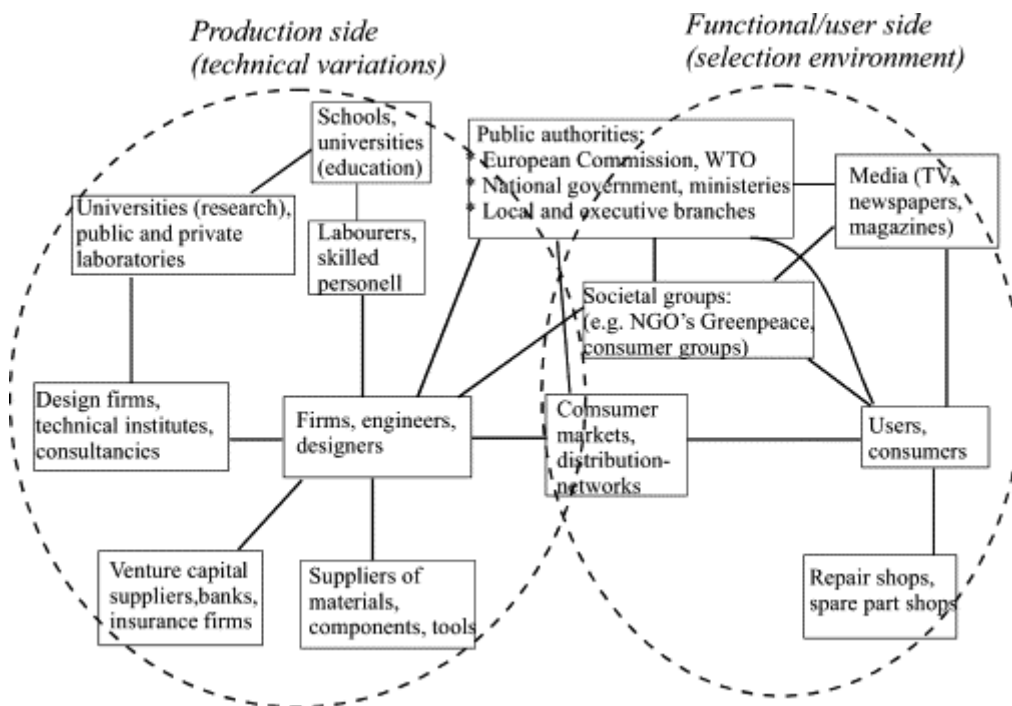 Production side
(technical variations)
Functional/user side
(selection environment)
Schools,
universities
(education)
Public authorities;
* European Commission, WTO
* National government, ministeries
* Local and executive branches
Media (TV,
newspapers,
magazines)
Universities (research),
public and private
laboratories
Labourers,
skilled
personell
Societal groups:
(e.g. NGO's Greenpeace,
consumer groups)
Design firms,
technical institutes,
consultancies
Firms, engineers,
designers
Comsumer
markets,
distribution-
networks
Users,
consumers
Venture capital
suppliers,banks,
insurance firms
Suppliers of
materials,
components, tools
Repair shops,
spare part shops